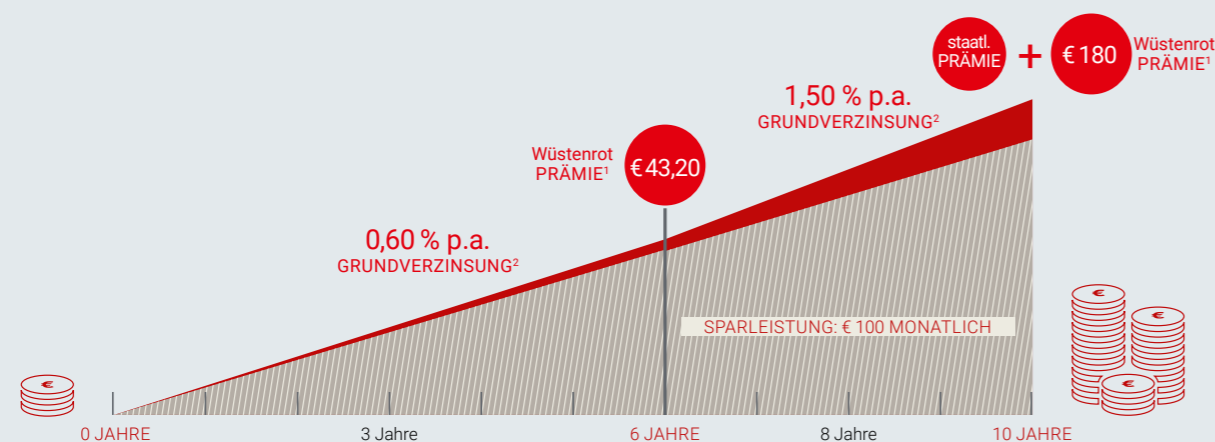 staatl.
PRÄMIE
+
€ 180
Wüstenrot
PRÄMIE¹
1,50 % p.a.
GRUNDVERZINSUNG²
Wüstenrot
PRÄMIE¹
€ 43,20
0,60 % p.a.
GRUNDVERZINSUNG²
SPARLEISTUNG: € 100 MONATLICH
€
€
€
€
0 JAHRE
3 Jahre
6 JAHRE
8 Jahre
10 JAHRE